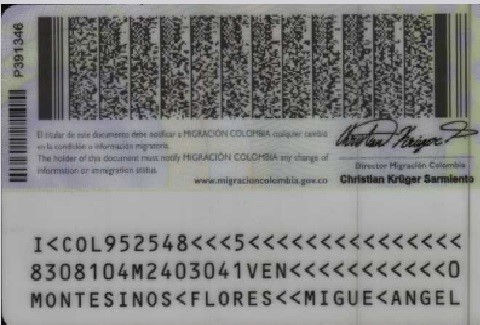 P391346
El titular de este documento debe notificar a MIGRACIÓN COLOMBIA cualquier cambio
en la condición e información migratoria.
The holder of this document must notify MIGRACIÓN COLOMBIA any change of
information or immigration status.
www.migracioncolombia.gov.co
Director Migración Colombia
Christian Krüger Sarmiento
I<COL952548<<<5<<<<<<<<<<<<<<<
8308104M2403041VEN<<<<<<<<<<<0
MONTESINOS<FLORES<<MIGUE<ANGEL